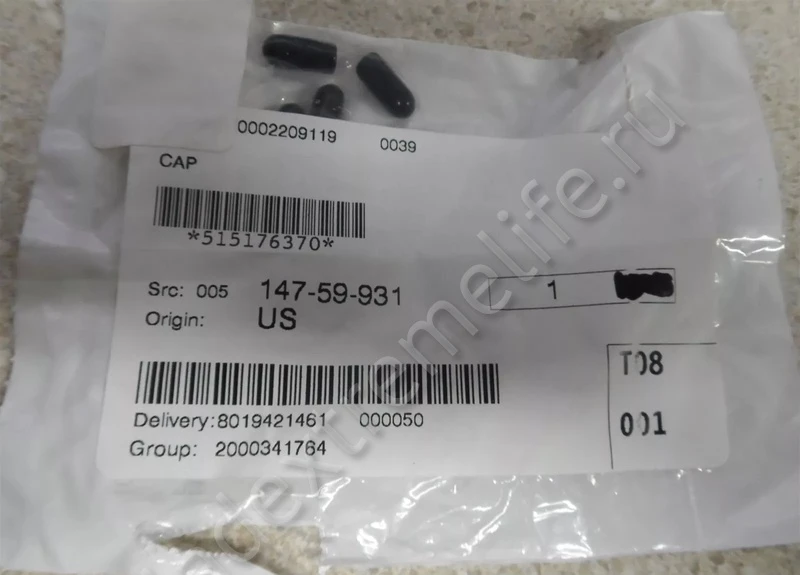 0002209119 0039
CAP
*515176370*
Src: 005 147-59-931 1
Origin: US
T08
Delivery:8019421461 000050
001
Group: 2000341764
dextremelife.ru